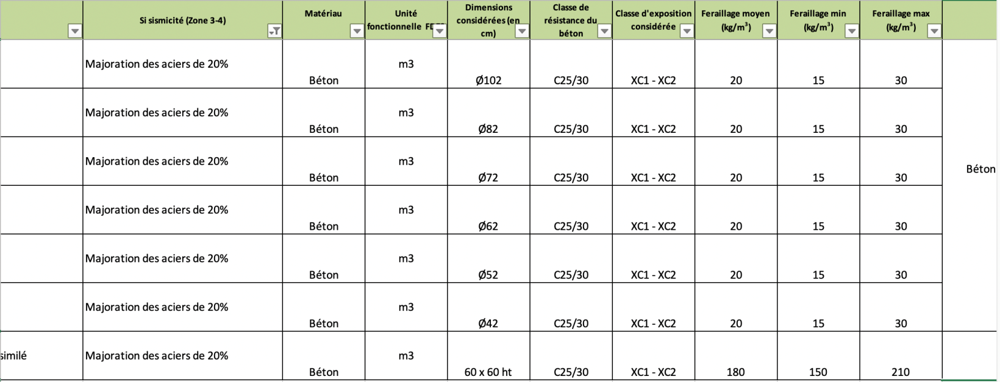 Si sismicité (Zone 3-4)
Matériau
Unité
fonctionnelle
Dimensions
considérées (en
cm)
Classe de
résistance du
béton
Classe d'exposition
considérée
Feraillage moyen
(kg/m³)
Feraillage min
(kg/m³)
Feraillage max
(kg/m³)
Majoration des aciers de 20% Béton m3 Ø102 C25/30 XC1 - XC2 20 15 30
Majoration des aciers de 20% Béton m3 Ø82 C25/30 XC1 - XC2 20 15 30
Majoration des aciers de 20% Béton m3 Ø72 C25/30 XC1 - XC2 20 15 30
Béton
Majoration des aciers de 20% Béton m3 Ø62 C25/30 XC1 - XC2 20 15 30
Majoration des aciers de 20% Béton m3 Ø52 C25/30 XC1 - XC2 20 15 30
Majoration des aciers de 20% Béton m3 Ø42 C25/30 XC1 - XC2 20 15 30
similé Majoration des aciers de 20% Béton m3 60 x 60 ht C25/30 XC1 - XC2 180 150 210